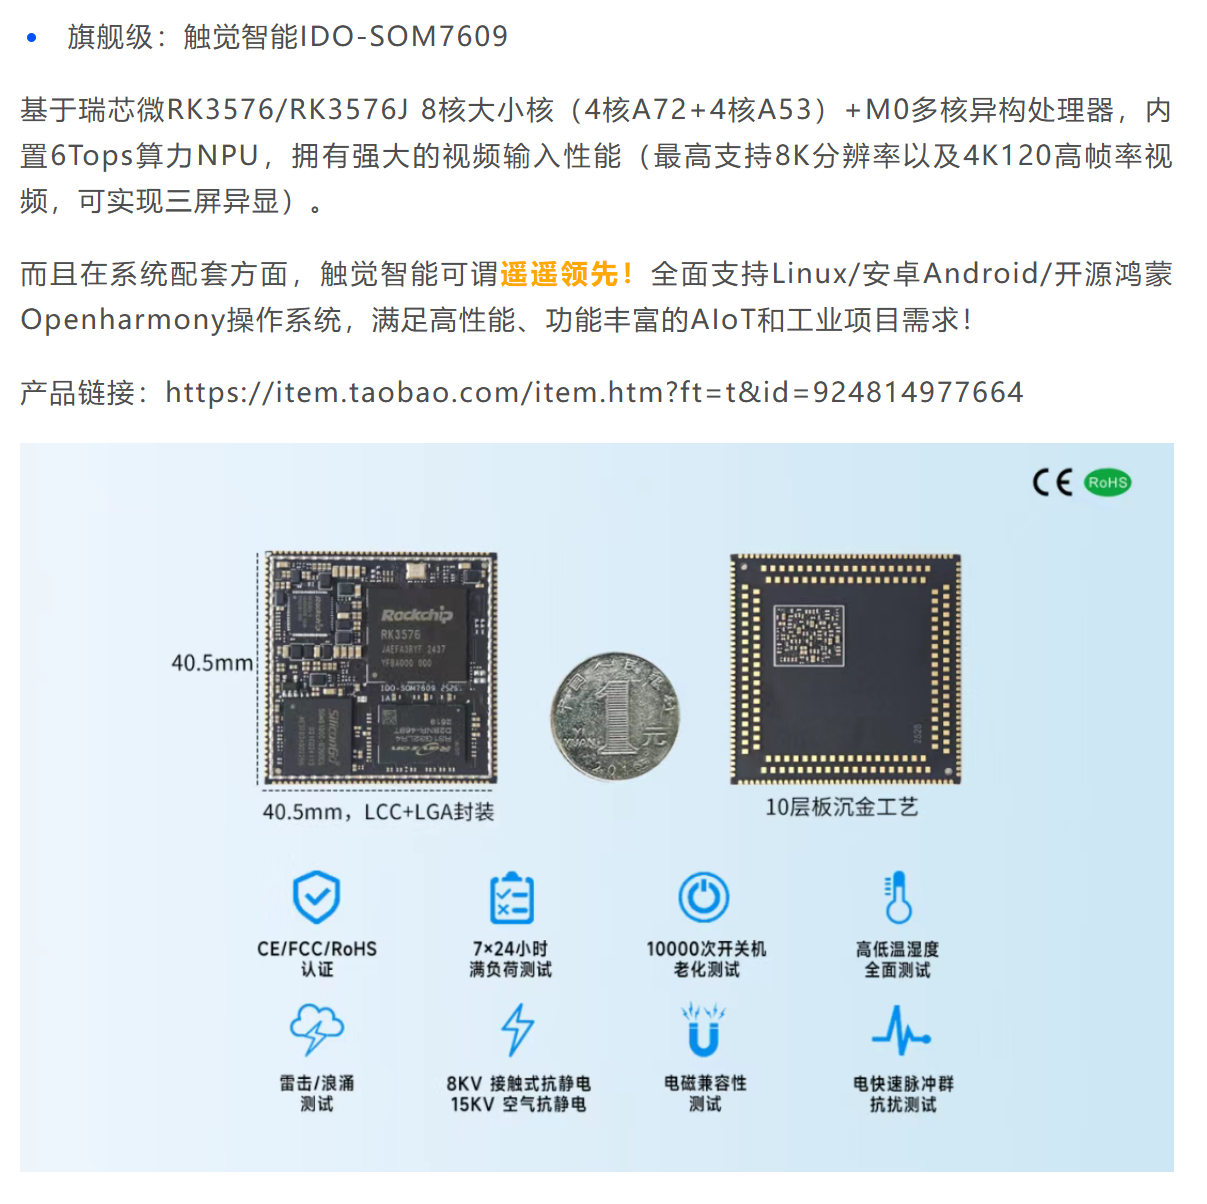 旗舰级：触觉智能IDO-SOM7609
基于瑞芯微RK3576/RK3576J 8核大小核（4核A72+4核A53）+M0多核异构处理器，内
置6Tops算力NPU，拥有强大的视频输入性能（最高支持8K分辨率以及4K120高帧率视
频，可实现三屏异显）。
而且在系统配套方面，触觉智能可谓遥遥领先！全面支持Linux/安卓Android/开源鸿蒙
Openharmony操作系统，满足高性能、功能丰富的AIoT和工业项目需求！
产品链接：https://item.taobao.com/item.htm?ft=t&id=924814977664
CE RoHS
Rockchip
RK3576
JAEFA3RYF 2437
YFBA000 000
IDO-SOM7609
Rockchip
SiliconGo
40.5mm
1
元
YI YUAN
40.5mm，LCC+LGA封装
10层板沉金工艺
CE/FCC/RoHS
认证
7×24小时
满负荷测试
10000次开关机
老化测试
高低温湿度
全面测试
雷击/浪涌
测试
8KV 接触式抗静电
15KV 空气抗静电
电磁兼容性
测试
电快速脉冲群
抗扰测试